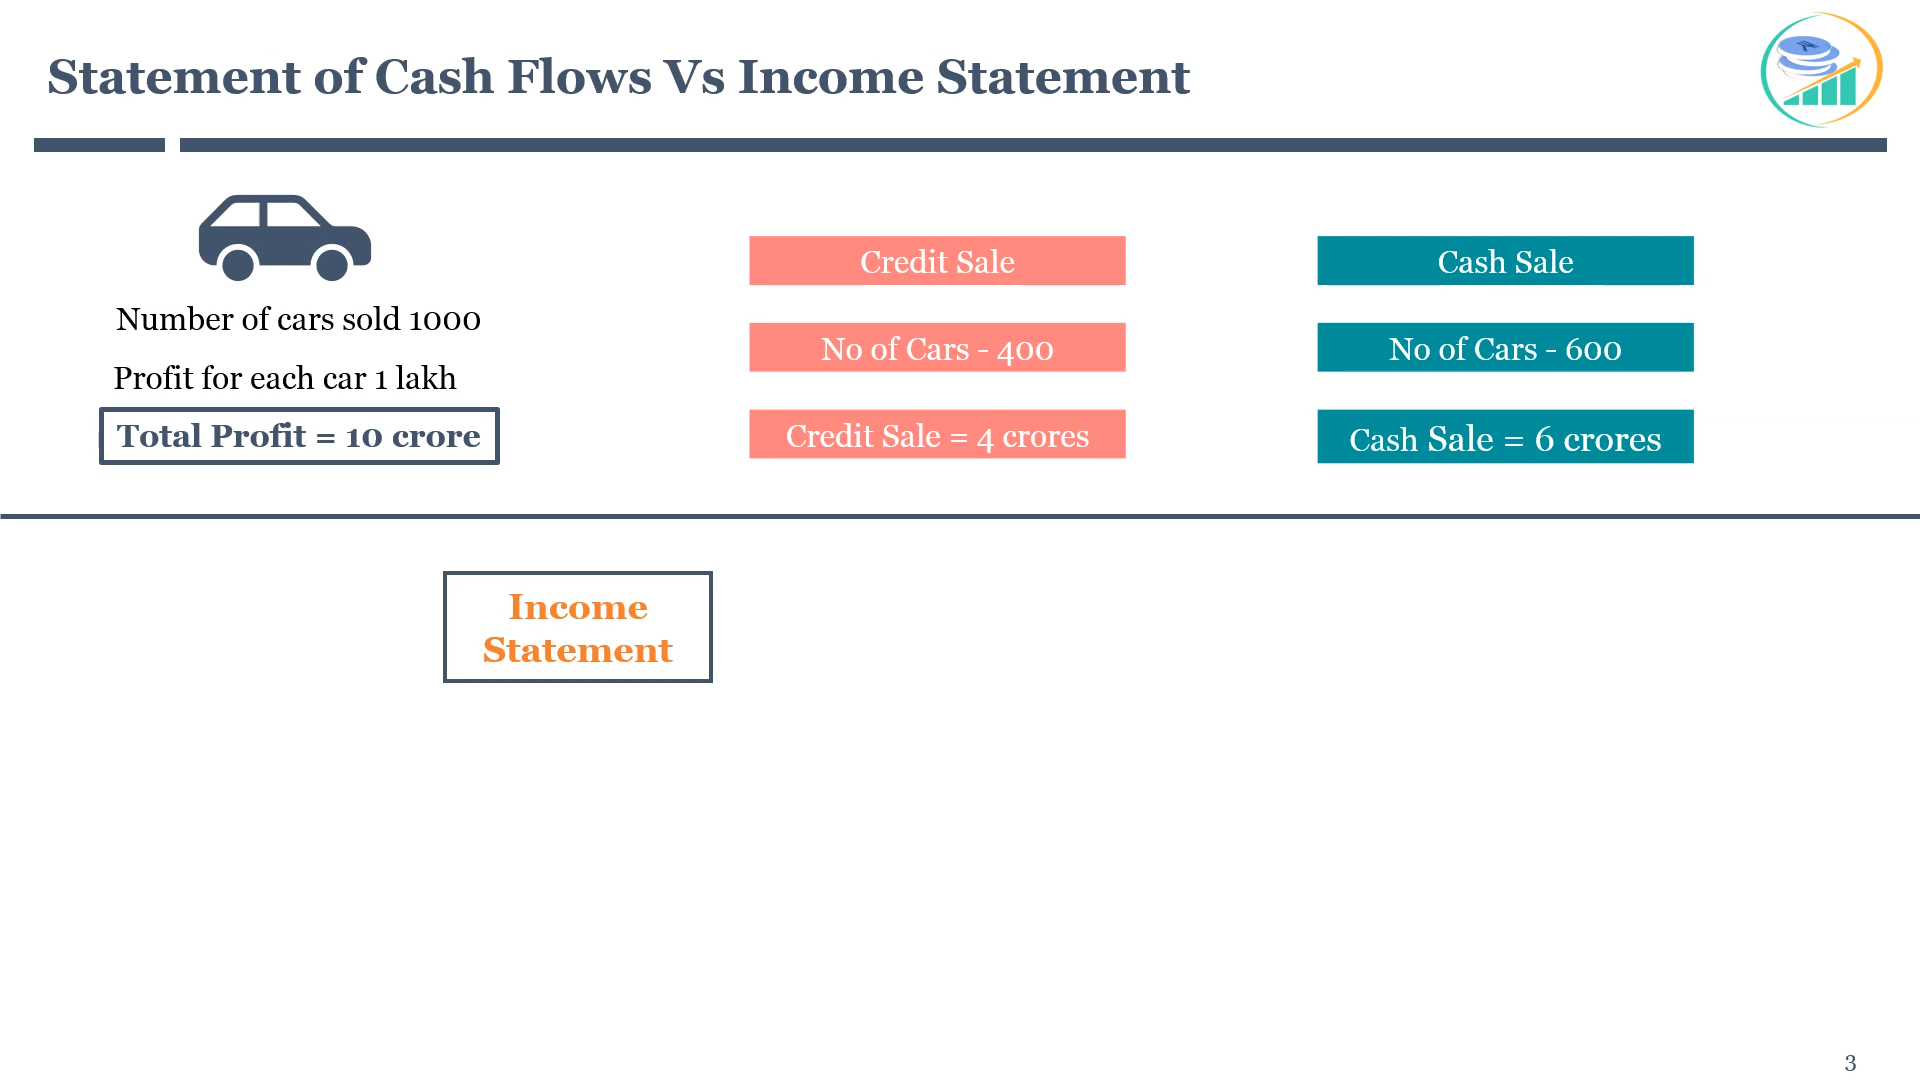 Statement of Cash Flows Vs Income Statement
Number of cars sold 1000
Profit for each car 1 lakh
Total Profit = 10 crore
Credit Sale
No of Cars - 400
Credit Sale = 4 crores
Cash Sale
No of Cars - 600
Cash Sale = 6 crores
Income
Statement
3